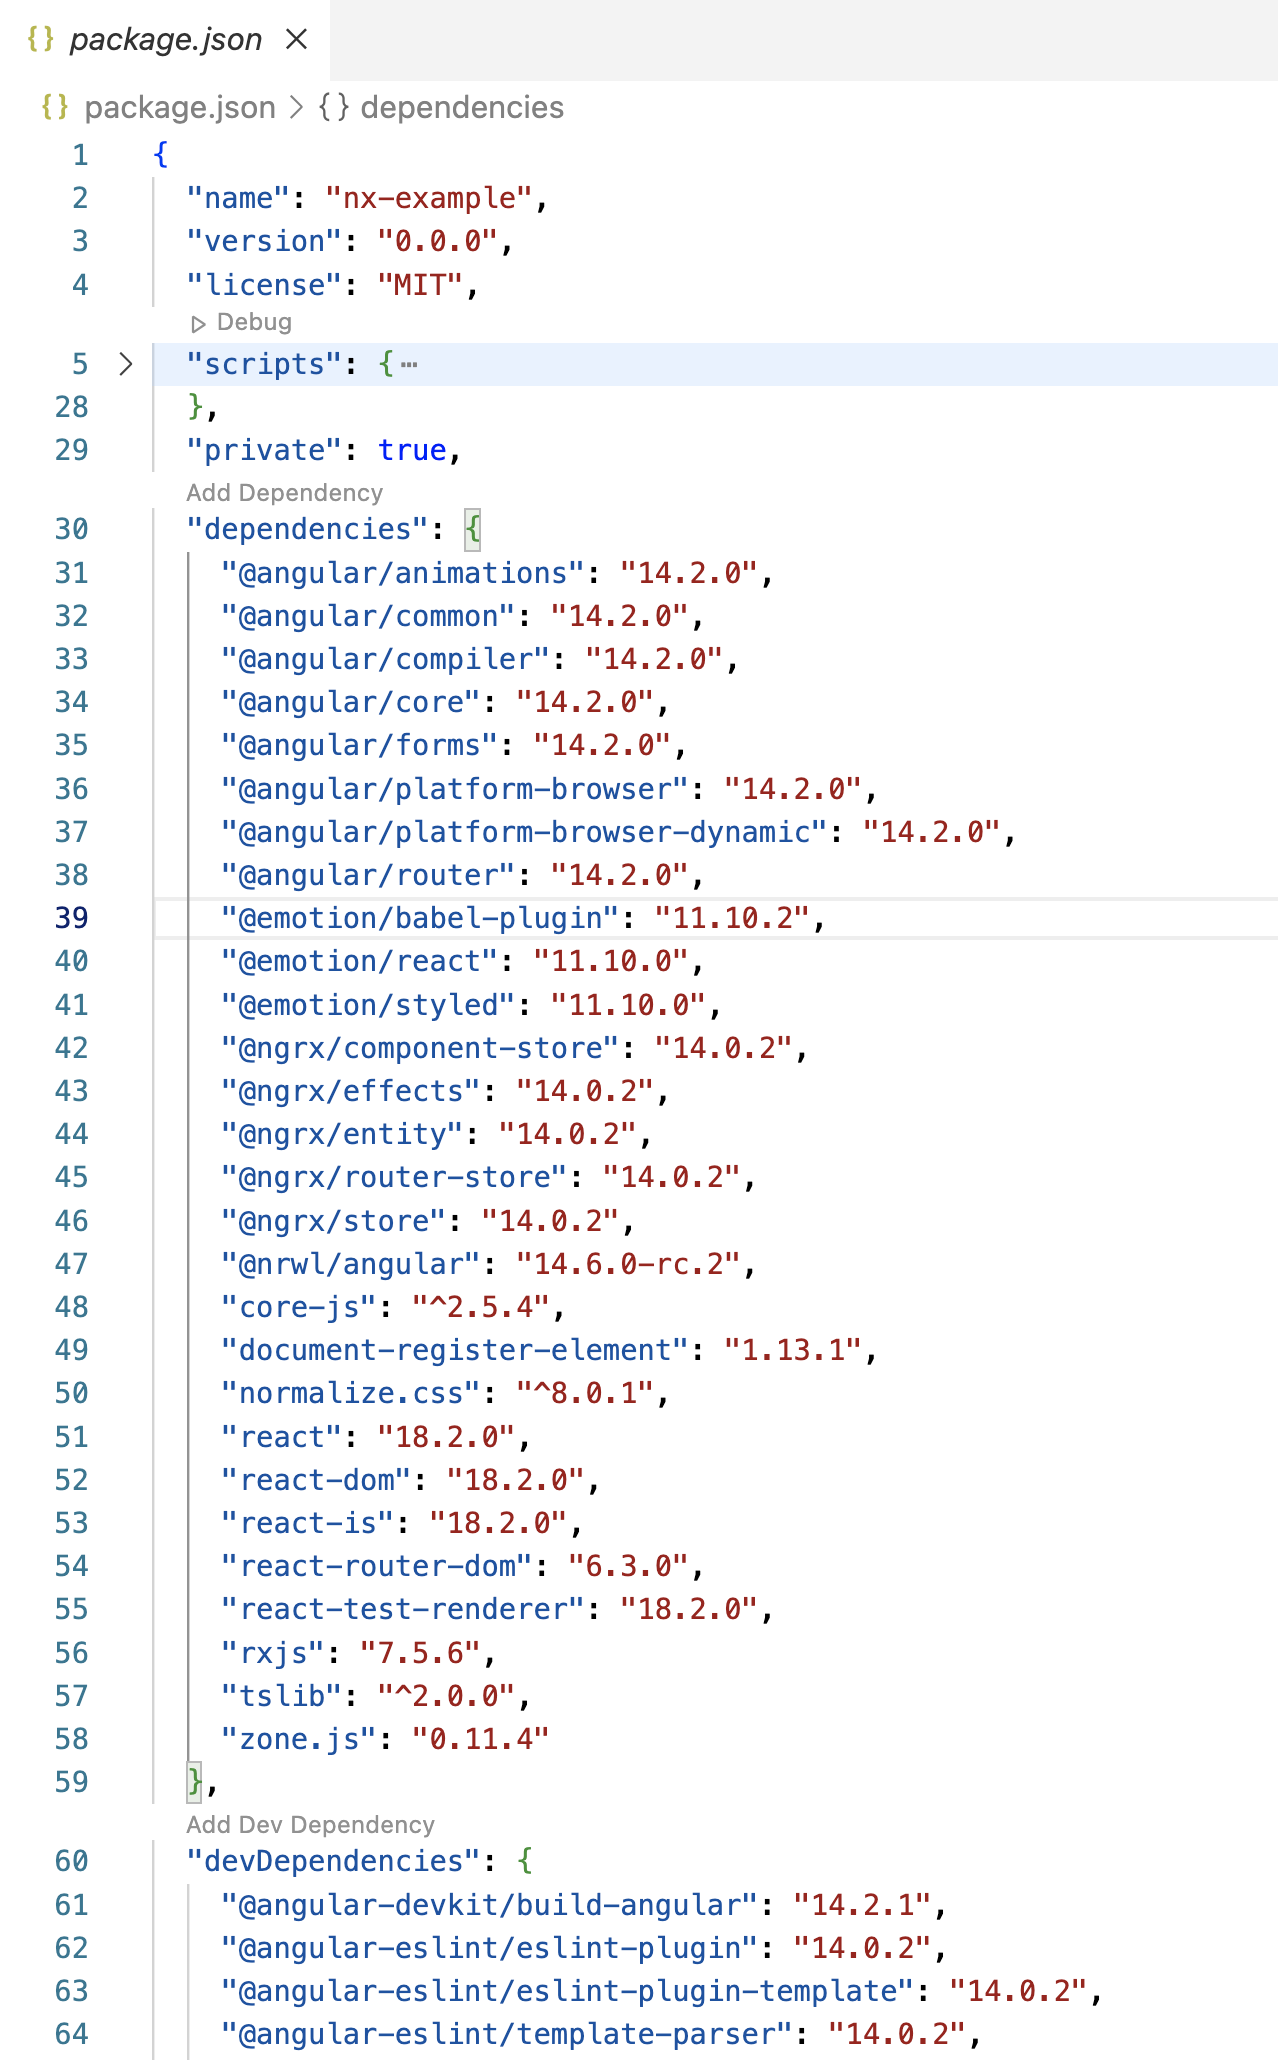 {} package.json ×
{} package.json > {} dependencies
1 {
2 "name": "nx-example",
3 "version": "0.0.0",
4 "license": "MIT",
Debug
5 > "scripts": { ⋯
28 },
29 "private": true,
Add Dependency
30 "dependencies": {
31 "@angular/animations": "14.2.0",
32 "@angular/common": "14.2.0",
33 "@angular/compiler": "14.2.0",
34 "@angular/core": "14.2.0",
35 "@angular/forms": "14.2.0",
36 "@angular/platform-browser": "14.2.0",
37 "@angular/platform-browser-dynamic": "14.2.0",
38 "@angular/router": "14.2.0",
39 "@emotion/babel-plugin": "11.10.2",
40 "@emotion/react": "11.10.0",
41 "@emotion/styled": "11.10.0",
42 "@ngrx/component-store": "14.0.2",
43 "@ngrx/effects": "14.0.2",
44 "@ngrx/entity": "14.0.2",
45 "@ngrx/router-store": "14.0.2",
46 "@ngrx/store": "14.0.2",
47 "@nrwl/angular": "14.6.0-rc.2",
48 "core-js": "^2.5.4",
49 "document-register-element": "1.13.1",
50 "normalize.css": "^8.0.1",
51 "react": "18.2.0",
52 "react-dom": "18.2.0",
53 "react-is": "18.2.0",
54 "react-router-dom": "6.3.0",
55 "react-test-renderer": "18.2.0",
56 "rxjs": "7.5.6",
57 "tslib": "^2.0.0",
58 "zone.js": "0.11.4"
59 },
Add Dev Dependency
60 "devDependencies": {
61 "@angular-devkit/build-angular": "14.2.1",
62 "@angular-eslint/eslint-plugin": "14.0.2",
63 "@angular-eslint/eslint-plugin-template": "14.0.2",
64 "@angular-eslint/template-parser": "14.0.2",